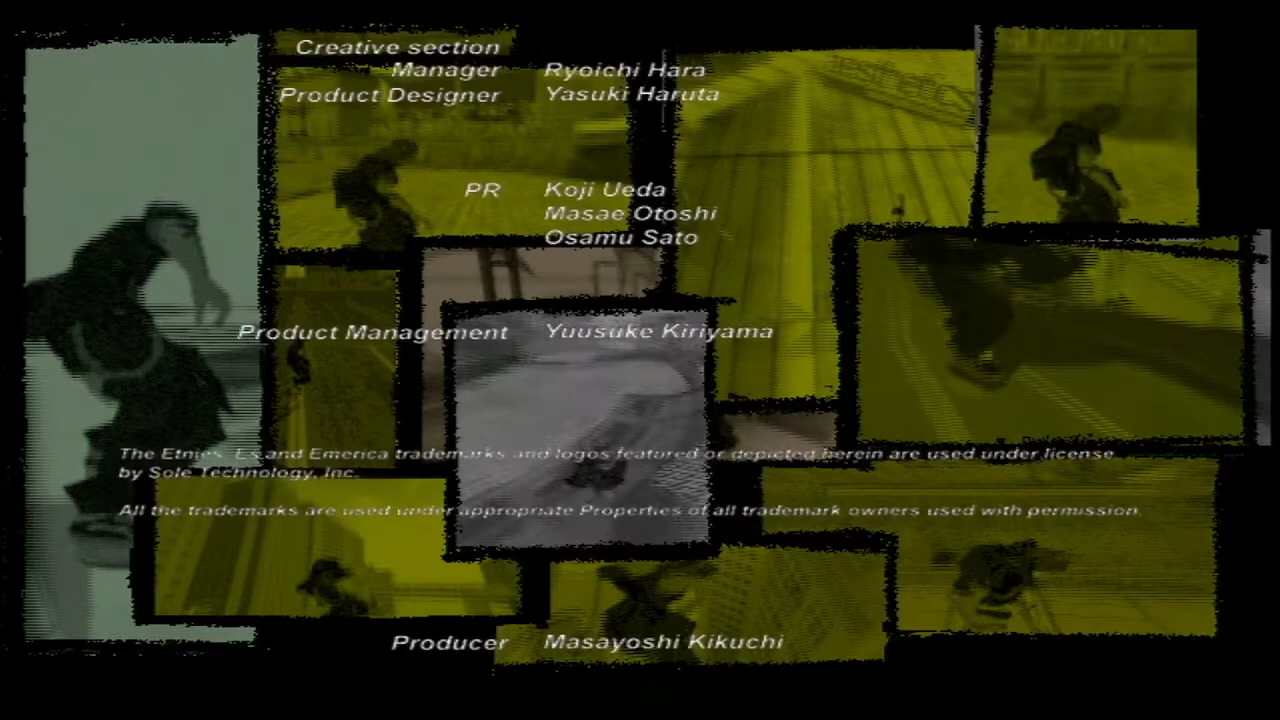 Creative section
Manager Ryoichi Hara
Product Designer Yasuki Haruta
PR Koji Ueda
Masae Otoshi
Osamu Sato
Product Management Yuusuke Kiriyama
The Etnies, Es and Emerica trademarks and logos featured or depicted herein are used under license
by Sole Technology, Inc.
All the trademarks are used under appropriate Properties of all trademark owners used with permission.
Producer Masayoshi Kikuchi